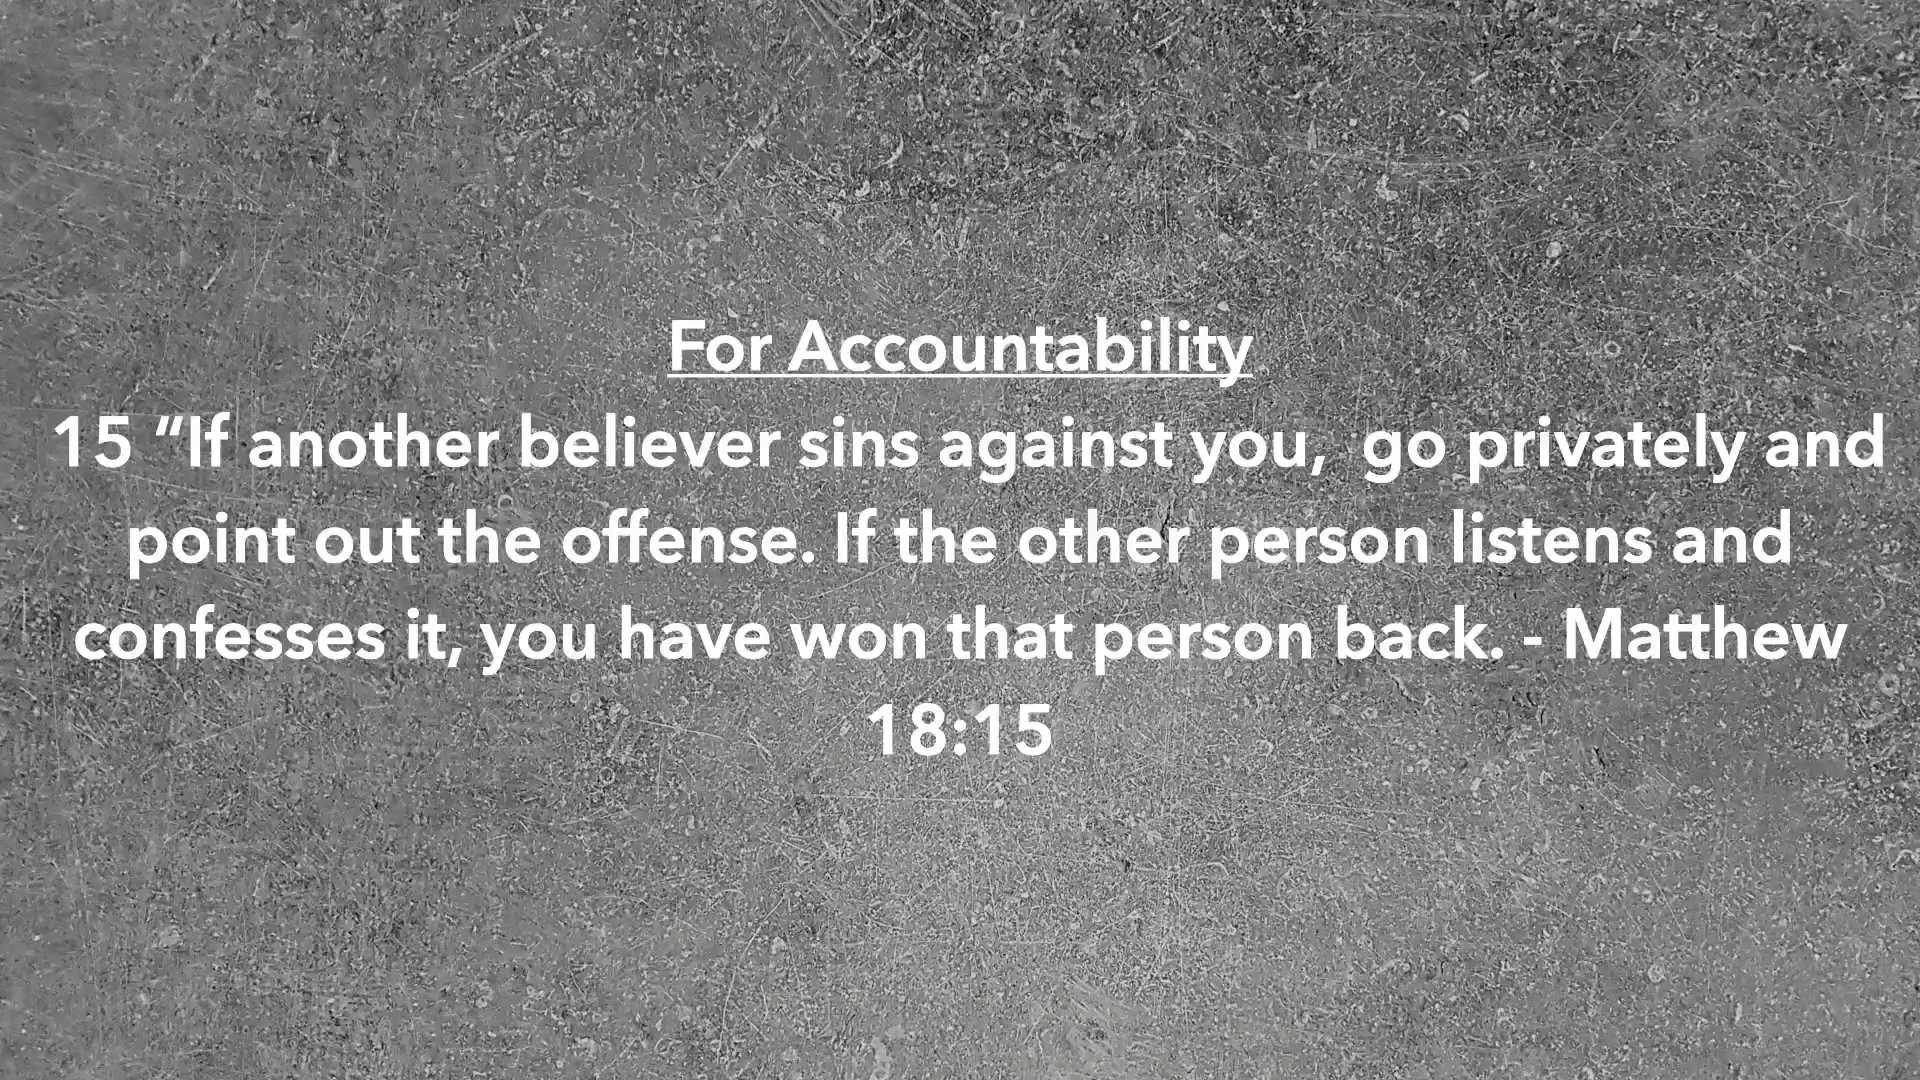 For Accountability
15 “If another believer sins against you,  go privately and
point out the offense. If the other person listens and
confesses it, you have won that person back. - Matthew
18:15